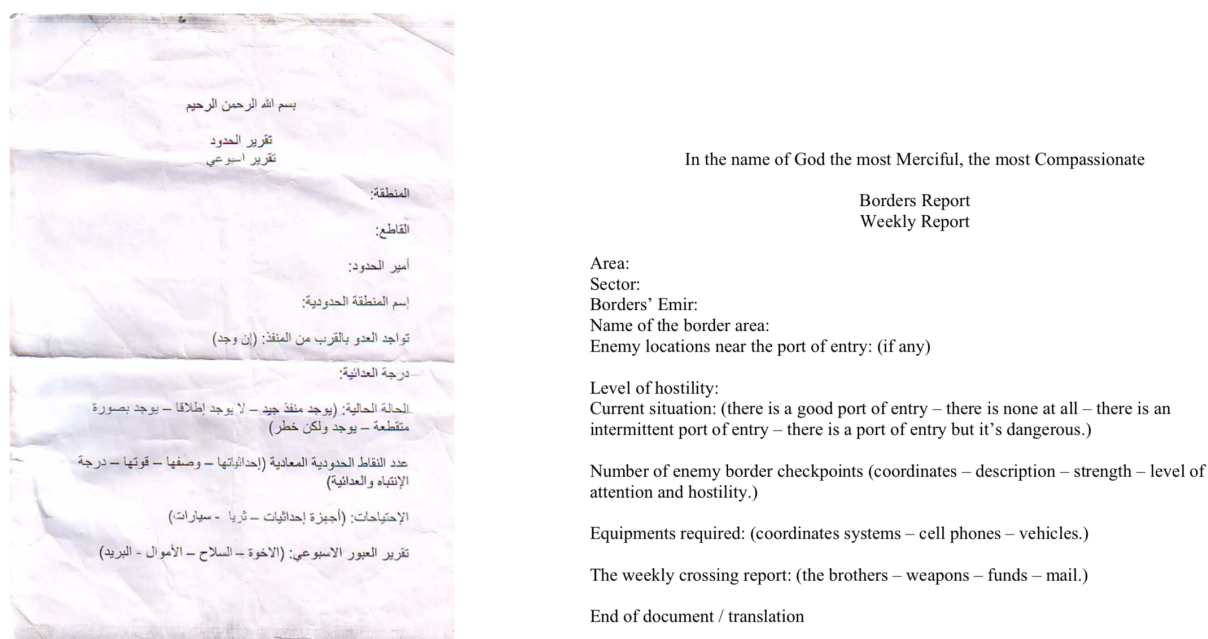 بسم الله الرحمن الرحيم
تقرير الحدود
تقرير اسبوعي
المنطقة:
القاطع:
أمير الحدود:
إسم المنطقة الحدودية:
تواجد العدو بالقرب من المنفذ: (إن وجد)
درجة العدائية:
الحالة الحالية: (يوجد منفذ جيد – لا يوجد إطلاقا – يوجد بصورة
متقطعة – يوجد ولكن خطر)
عدد النقاط الحدودية المعادية (إحداثياتها – وصفها – قوتها – درجة
الإنتباه والعدائية)
الإحتياجات: (أجهزة إحداثيات – ثريا - سيارات)
تقرير العبور الاسبوعي: (الاخوة – السلاح – الأموال - البريد)
In the name of God the most Merciful, the most Compassionate
Borders Report
Weekly Report
Area:
Sector:
Borders’ Emir:
Name of the border area:
Enemy locations near the port of entry: (if any)
Level of hostility:
Current situation: (there is a good port of entry – there is none at all – there is an
intermittent port of entry – there is a port of entry but it’s dangerous.)
Number of enemy border checkpoints (coordinates – description – strength – level of
attention and hostility.)
Equipments required: (coordinates systems – cell phones – vehicles.)
The weekly crossing report: (the brothers – weapons – funds – mail.)
End of document / translation